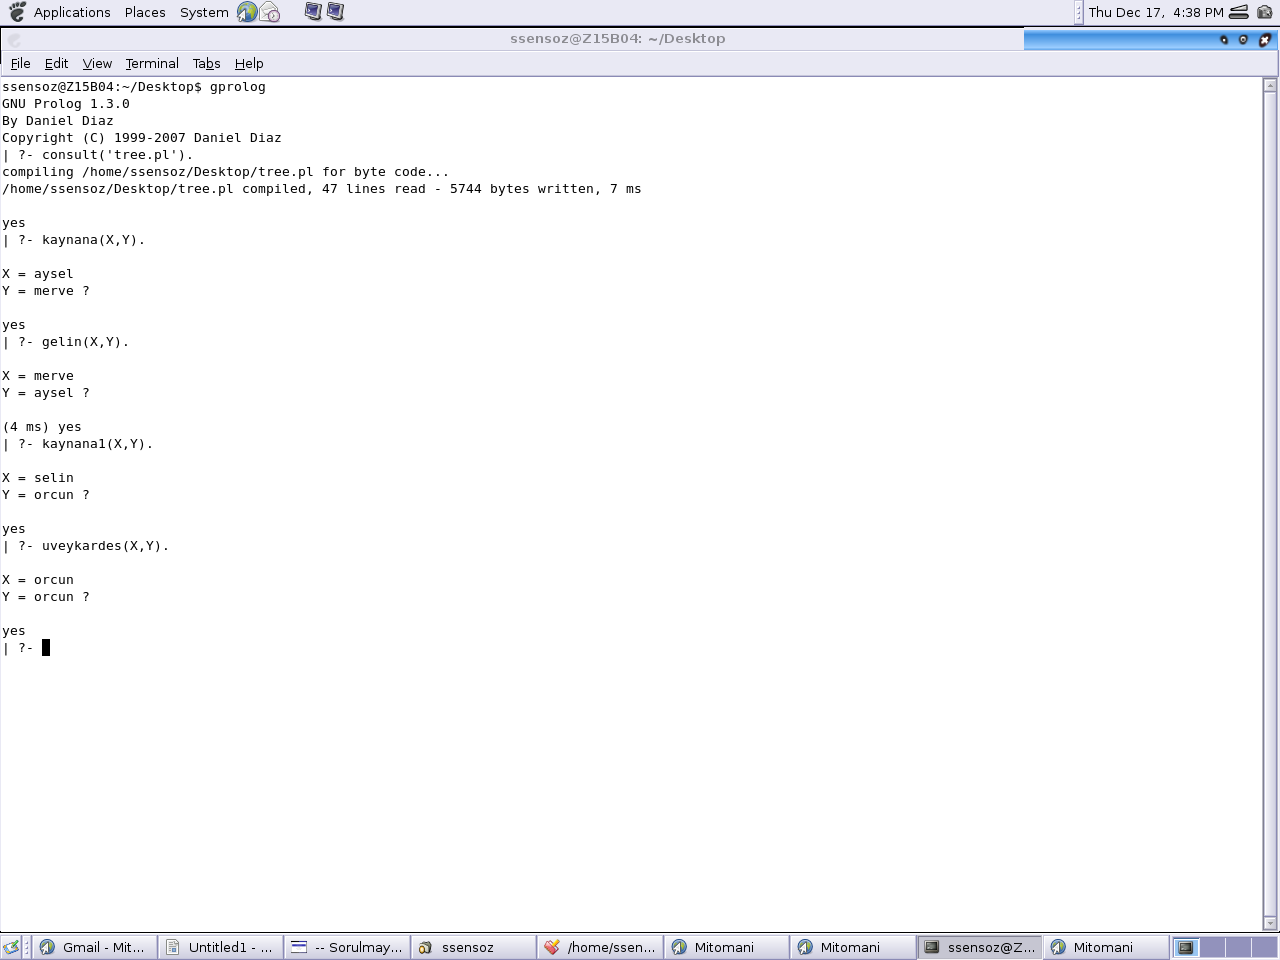 Applications Places System Thu Dec 17, 4:38 PM
ssensoz@Z15B04: ~/Desktop
File Edit View Terminal Tabs Help
ssensoz@Z15B04:~/Desktop$ gprolog
GNU Prolog 1.3.0
By Daniel Diaz
Copyright (C) 1999-2007 Daniel Diaz
| ?- consult('tree.pl').
compiling /home/ssensoz/Desktop/tree.pl for byte code...
/home/ssensoz/Desktop/tree.pl compiled, 47 lines read - 5744 bytes written, 7 ms
yes
| ?- kaynana(X,Y).
X = aysel
Y = merve ?
yes
| ?- gelin(X,Y).
X = merve
Y = aysel ?
(4 ms) yes
| ?- kaynana1(X,Y).
X = selin
Y = orcun ?
yes
| ?- uveykardes(X,Y).
X = orcun
Y = orcun ?
yes
| ?-
Gmail - Mit... Untitled1 - ... -- Sorulmay... ssensoz /home/ssen... Mitomani Mitomani ssensoz@Z... Mitomani